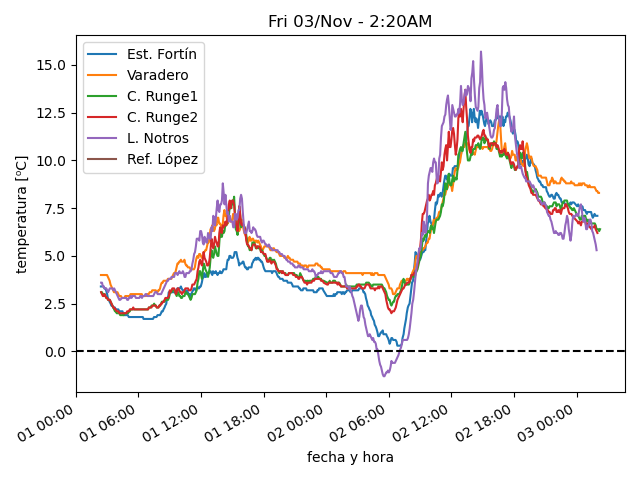 Fri 03/Nov - 2:20AM
temperatura [ºC]
15.0
12.5
10.0
7.5
5.0
2.5
0.0
Est. Fortín
Varadero
C. Runge1
C. Runge2
L. Notros
Ref. López
01 00:00
01 06:00
01 12:00
01 18:00
02 00:00
02 06:00
02 12:00
02 18:00
03 00:00
fecha y hora